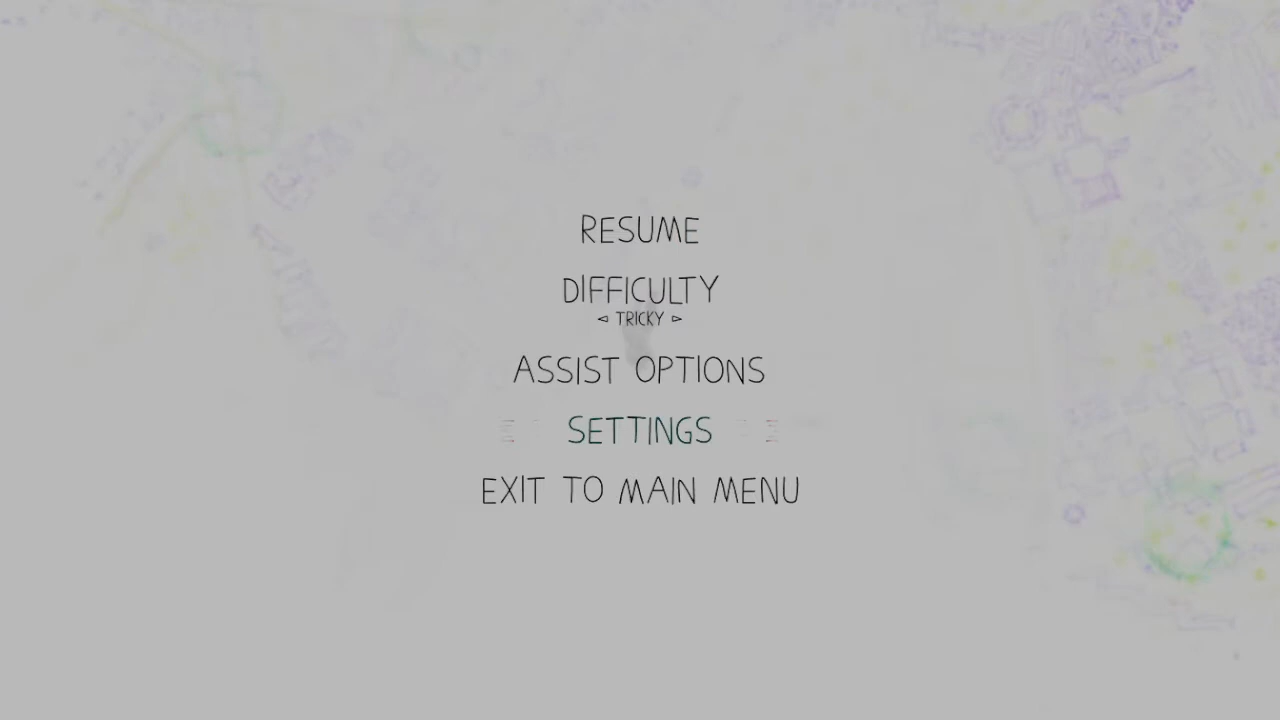 RESUME
DIFFICULTY
TRICKY
ASSIST OPTIONS
SETTINGS
EXIT TO MAIN MENU